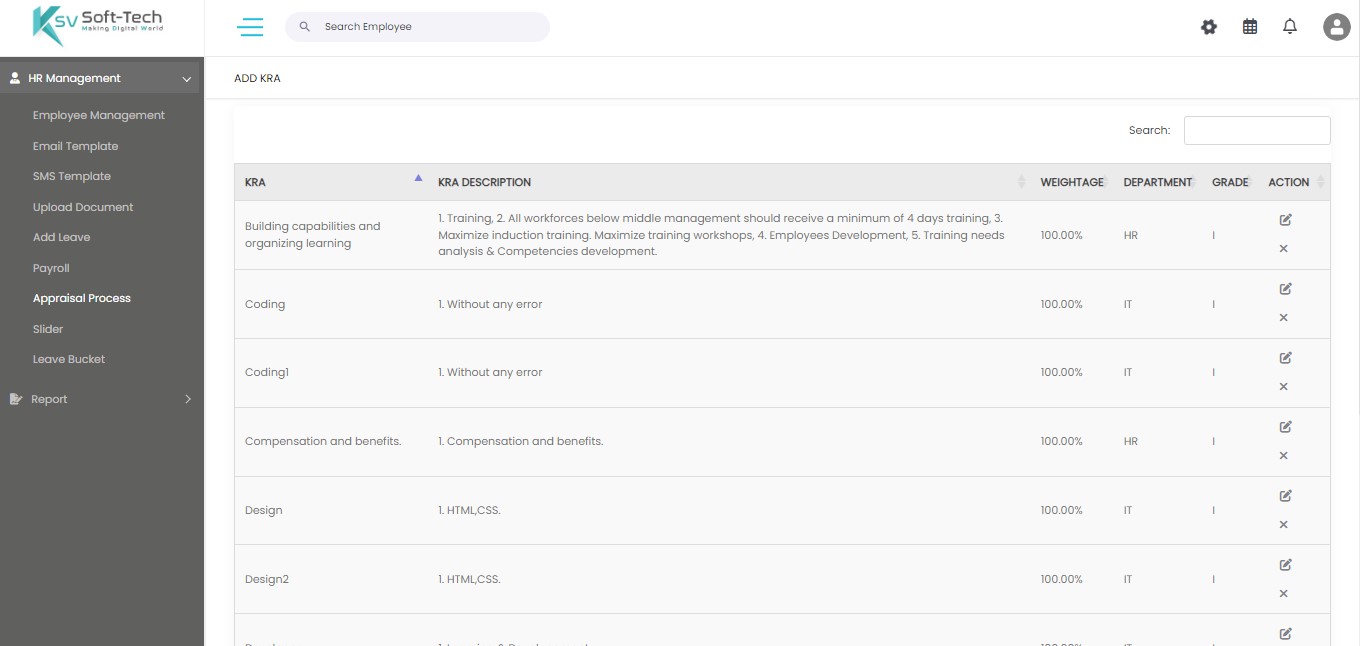 Ksv Soft-Tech
Making Digital World
Search Employee
HR Management
Employee Management
Email Template
SMS Template
Upload Document
Add Leave
Payroll
Appraisal Process
Slider
Leave Bucket
Report
ADD KRA
Search:
KRA KRA DESCRIPTION WEIGHTAGE DEPARTMENT GRADE ACTION
Building capabilities and
organizing learning
1. Training, 2. All workforces below middle management should receive a minimum of 4 days training, 3.
Maximize induction training. Maximize training workshops, 4. Employees Development, 5. Training needs
analysis & Competencies development.
100.00% HR I
Coding 1. Without any error 100.00% IT I
Coding1 1. Without any error 100.00% IT I
Compensation and benefits. 1. Compensation and benefits. 100.00% HR I
Design 1. HTML,CSS. 100.00% IT I
Design2 1. HTML,CSS. 100.00% IT I